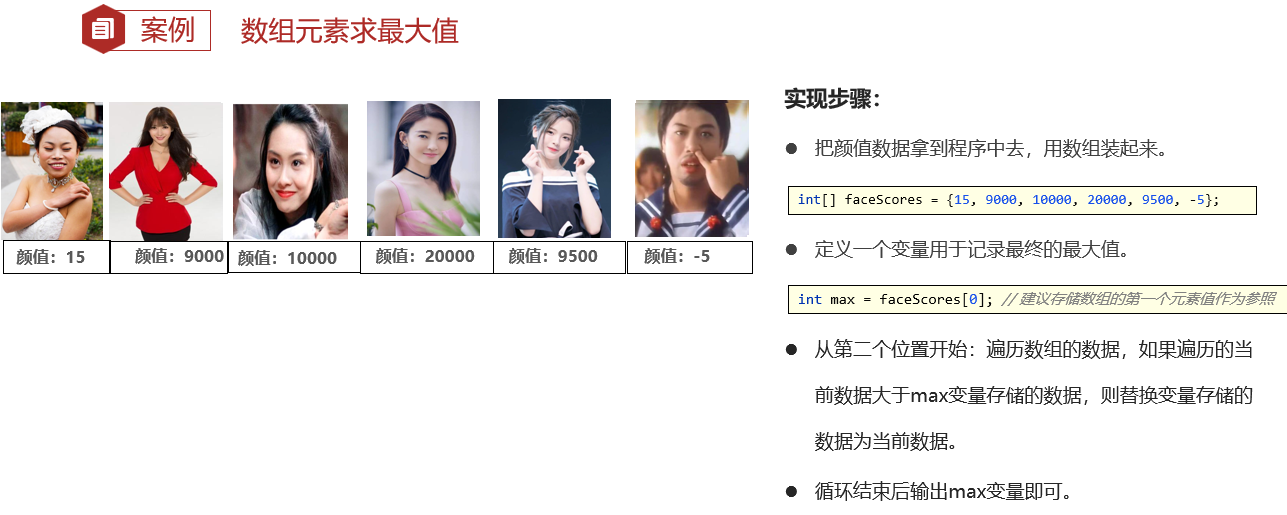 案例
数组元素求最大值
颜值：15
颜值：9000
颜值：10000
颜值：20000
颜值：9500
颜值：-5
实现步骤：
把颜值数据拿到程序中去，用数组装起来。
int[] faceScores = {15, 9000, 10000, 20000, 9500, -5};
定义一个变量用于记录最终的最大值。
int max = faceScores[0]; // 建议存储数组的第一个元素值作为参照
从第二个位置开始：遍历数组的数据，如果遍历的当
前数据大于max变量存储的数据，则替换变量存储的
数据为当前数据。
循环结束后输出max变量即可。